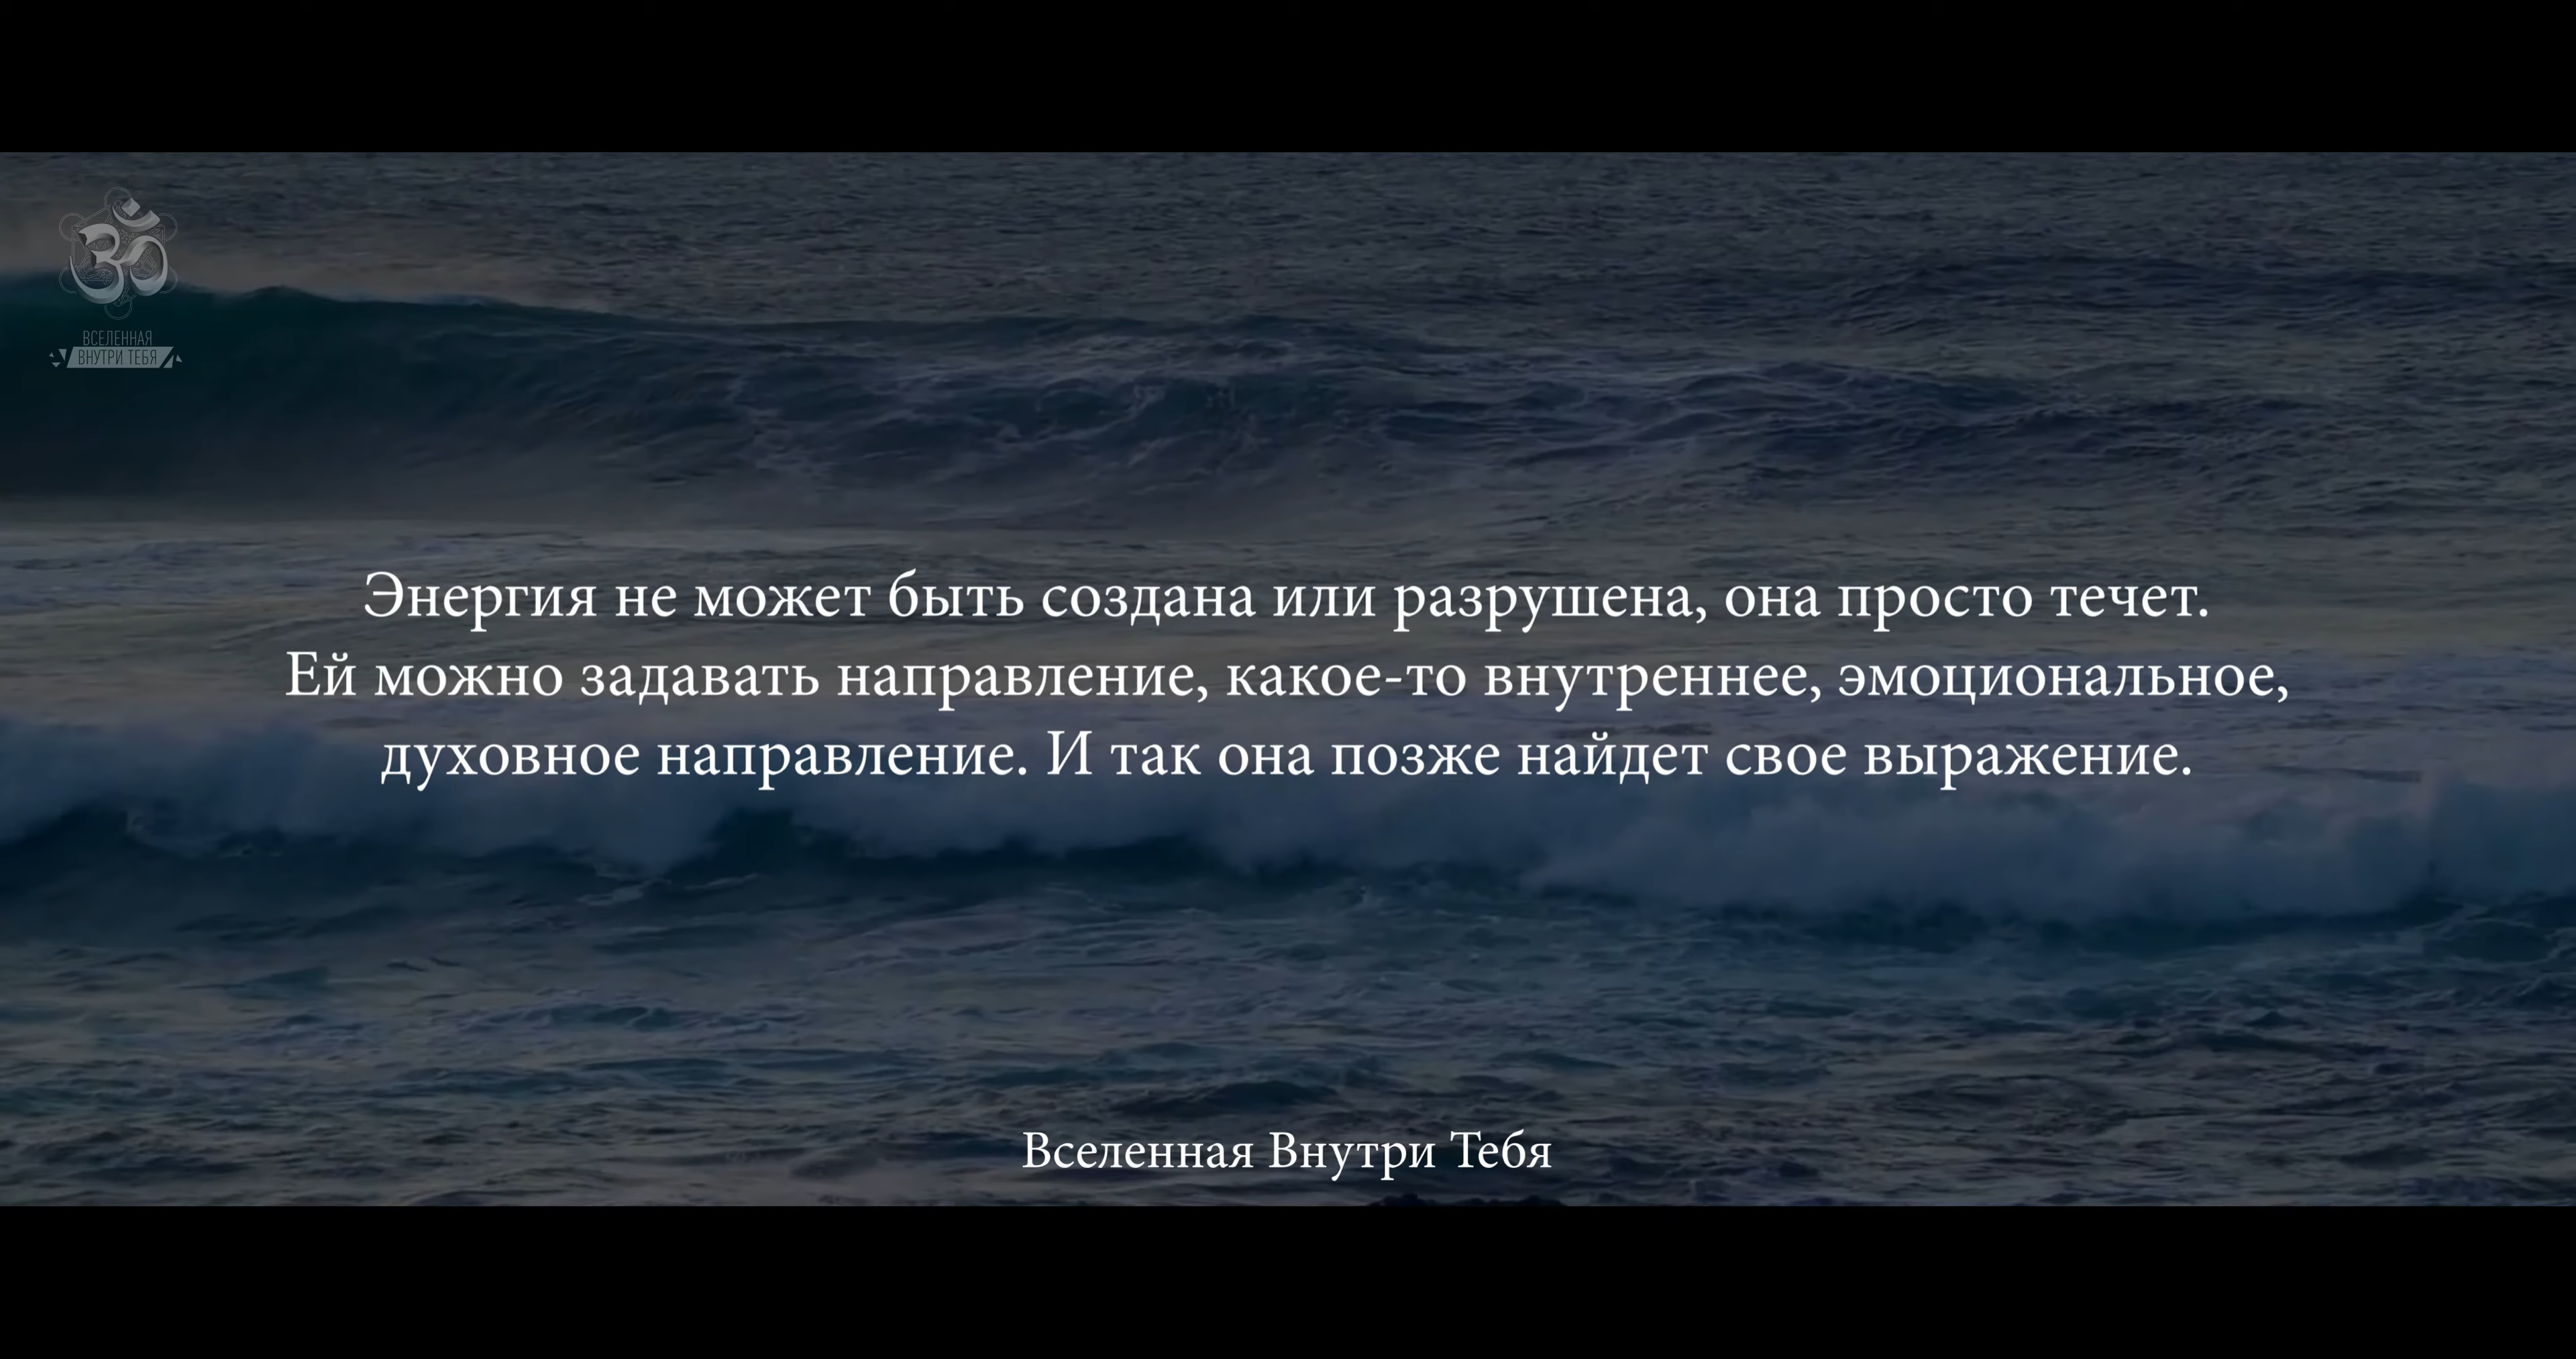 ВСЕЛЕННАЯ
ВНУТРИ ТЕБЯ
Энергия не может быть создана или разрушена, она просто течет.
Ей можно задавать направление, какое-то внутреннее, эмоциональное,
духовное направление. И так она позже найдет свое выражение.
Вселенная Внутри Тебя